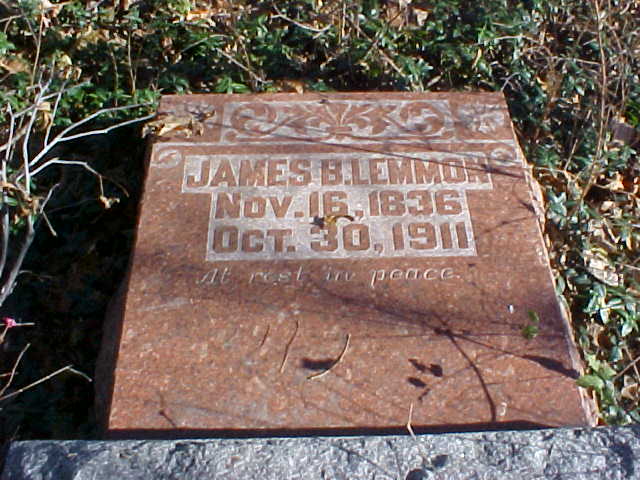 JAMES B. LEMMON
NOV. 16, 1836
OCT. 30, 1911
At rest in peace.